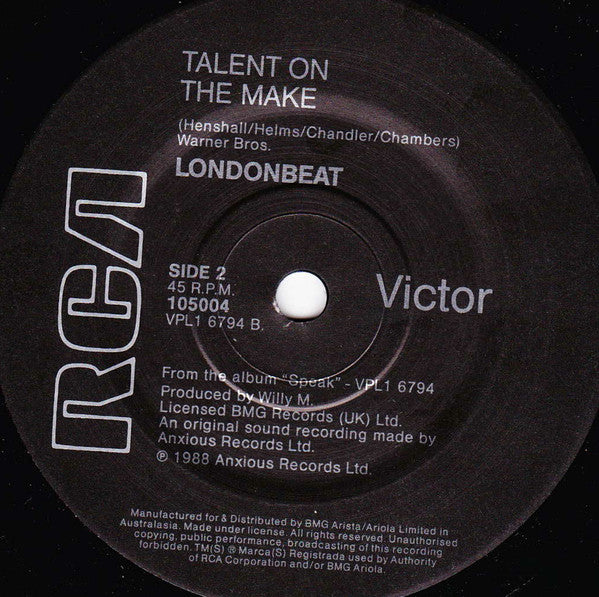 TALENT ON
THE MAKE
(Henshall/Helms/Chandler/Chambers)
Warner Bros.
LONDONBEAT
RCA
SIDE 2
45 R.P.M.
105004
VPL1 6794 B.
Victor
From the album "Speak" - VPL1 6794
Produced by Willy M.
Licensed BMG Records (UK) Ltd.
An original sound recording made by
Anxious Records Ltd.
℗ 1988 Anxious Records Ltd.
Manufactured for & Distributed by BMG Arista/Ariola Limited in
Australasia. Made under license. All rights reserved. Unauthorised
copying, public performance, broadcasting of this recording
forbidden. TM(S) ® Marca(S) Registrada used by Authority
of RCA Corporation and/or BMG Ariola.